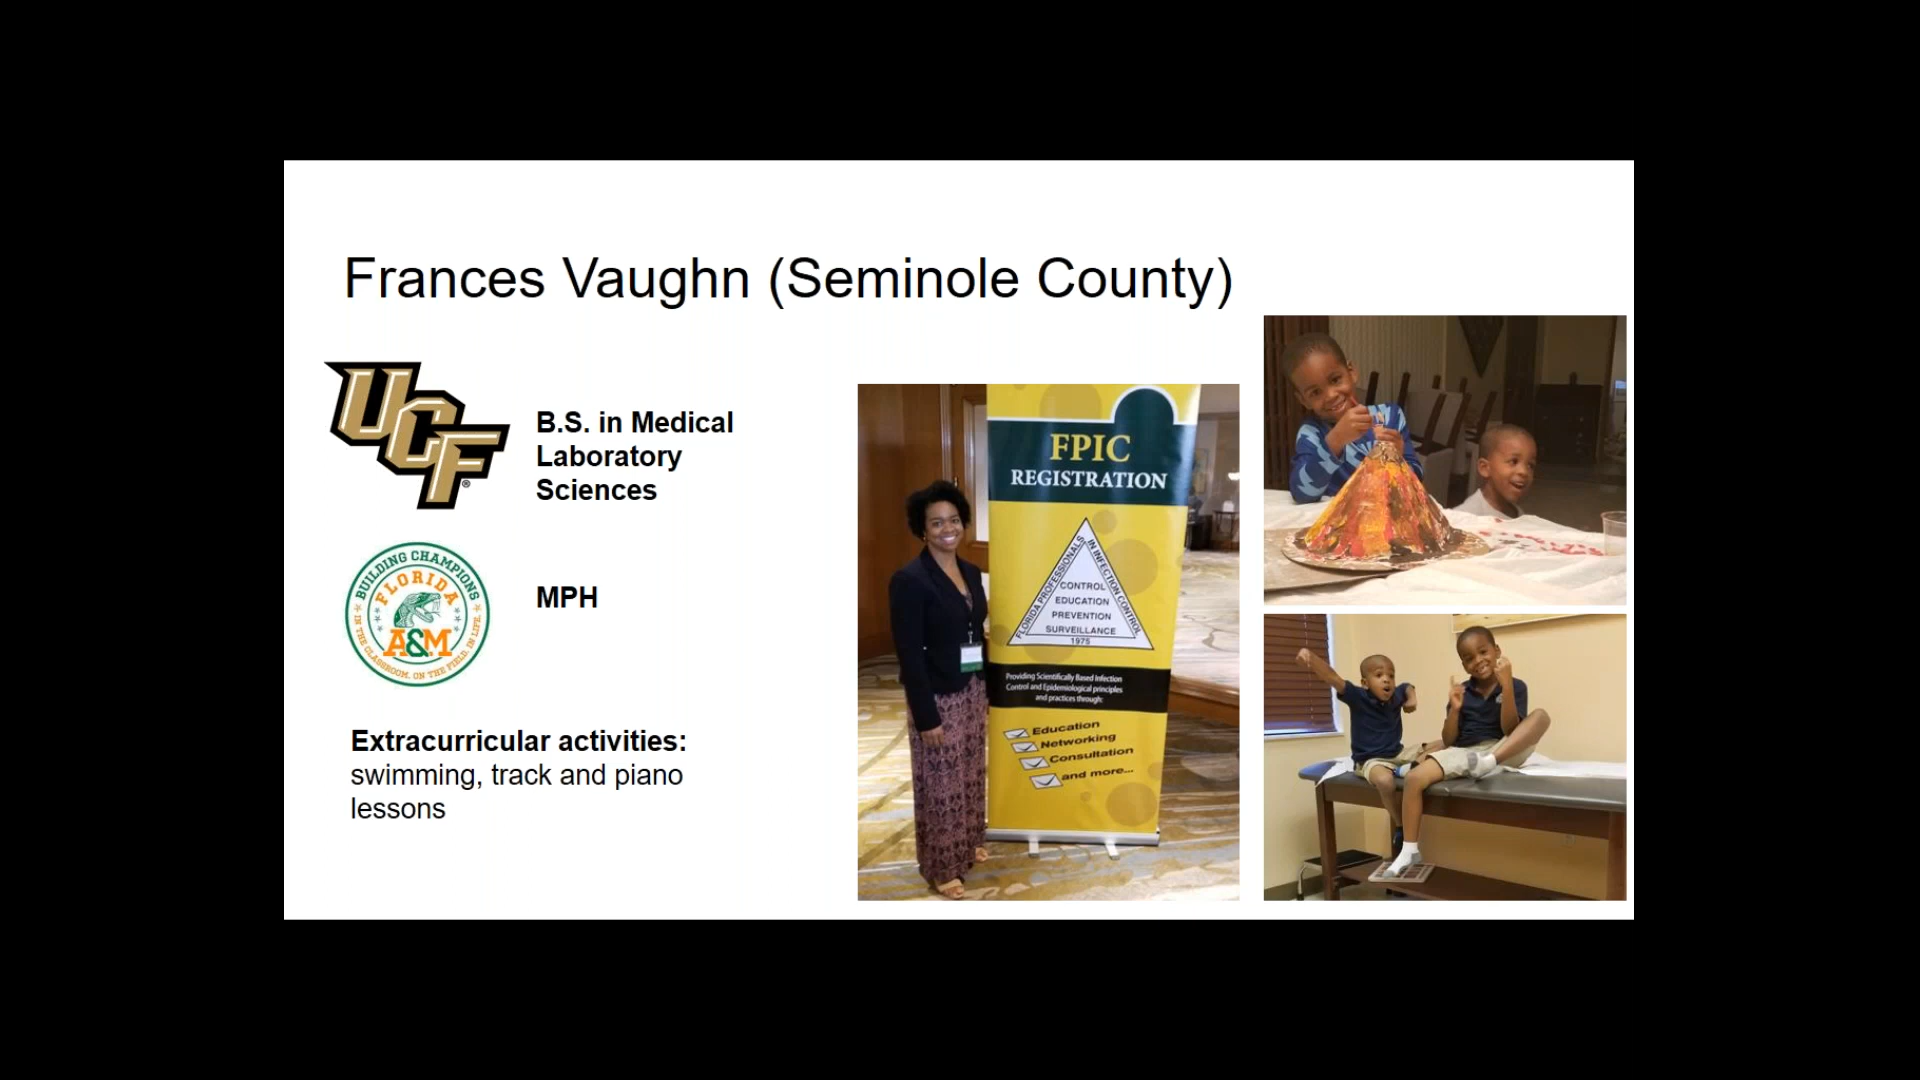 Frances Vaughn (Seminole County)
UCF
®
B.S. in Medical
Laboratory
Sciences
BUILDING CHAMPIONS
FLORIDA
A&M
IN THE CLASSROOM. ON THE FIELD. IN LIFE.
MPH
Extracurricular activities:
swimming, track and piano
lessons
FPIC
REGISTRATION
FLORIDA PROFESSIONALS
IN INFECTION CONTROL
CONTROL
EDUCATION
PREVENTION
SURVEILLANCE
1975
Providing Scientifically Based Infection
Control and Epidemiological principles
and practices through:
Education
Networking
Consultation
and more...